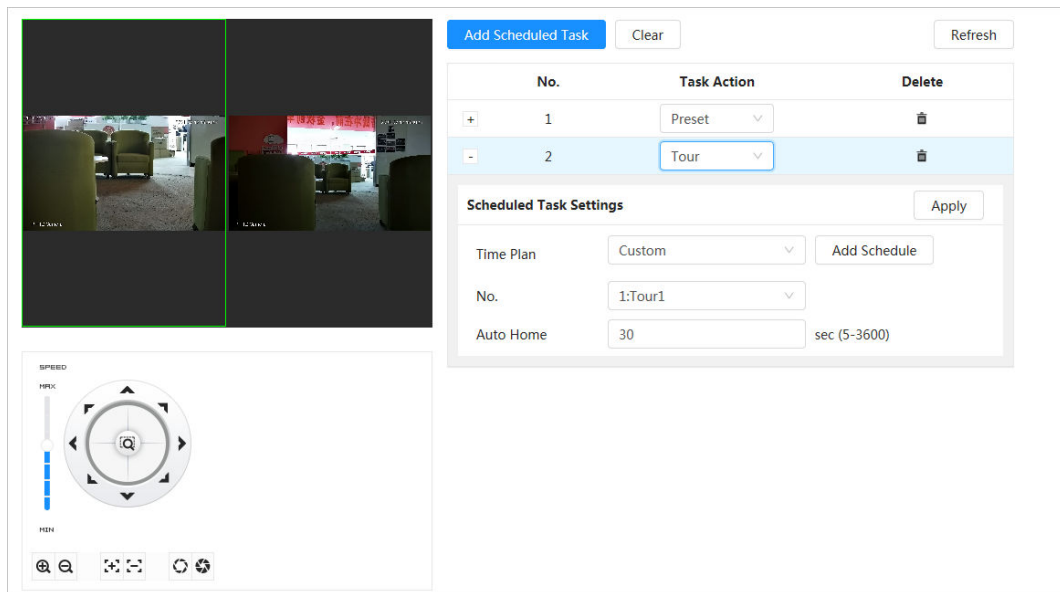 Add Scheduled Task Clear Refresh
No. Task Action Delete
+ 1 Preset
- 2 Tour
Scheduled Task Settings Apply
Time Plan Custom Add Schedule
No. 1:Tour1
Auto Home 30 sec (5-3600)
SPEED
MAX
MIN